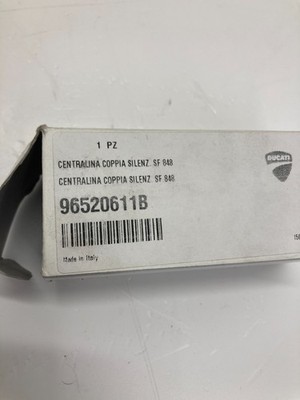 1 PZ
CENTRALINA COPPIA SILENZ. SF 848
DUCATI
CENTRALINA COPPIA SILENZ. SF 848
96520611B
Made in Italy